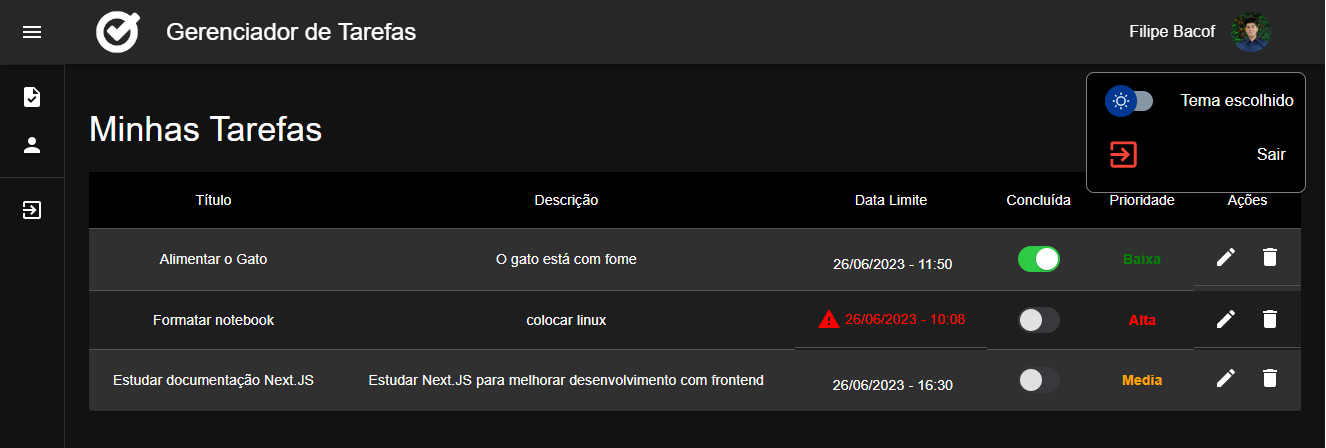 Gerenciador de Tarefas
Filipe Bacof
Tema escolhido
Sair
Minhas Tarefas
Título Descrição Data Limite Concluída Prioridade Ações
Alimentar o Gato O gato está com fome 26/06/2023 - 11:50 Baixa
Formatar notebook colocar linux 26/06/2023 - 10:08 Alta
Estudar documentação Next.JS Estudar Next.JS para melhorar desenvolvimento com frontend 26/06/2023 - 16:30 Media